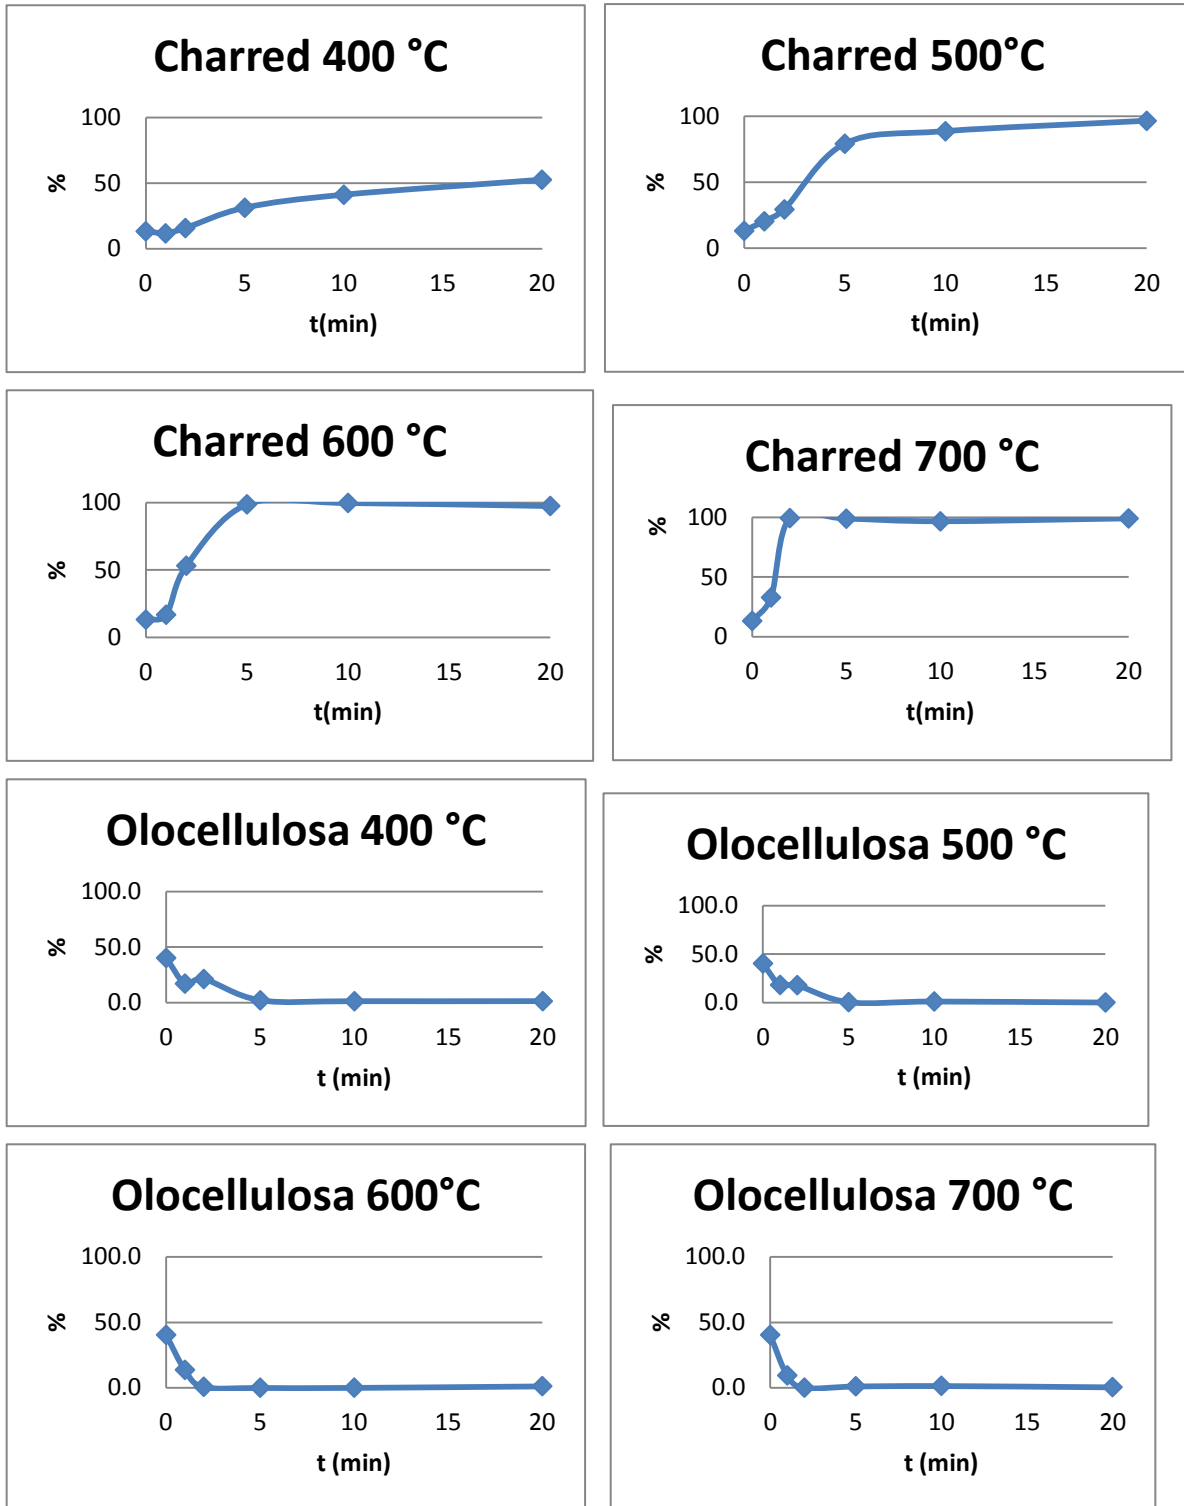 Charred 400 °C
100
50
0
%
0 5 10 15 20
t(min)
Charred 500°C
100
50
0
%
0 5 10 15 20
t(min)
Charred 600 °C
100
50
0
%
0 5 10 15 20
t(min)
Charred 700 °C
100
50
0
%
0 5 10 15 20
t(min)
Olocellulosa 400 °C
100.0
50.0
0.0
%
0 5 10 15 20
t (min)
Olocellulosa 500 °C
100.0
50.0
0.0
%
0 5 10 15 20
t (min)
Olocellulosa 600°C
100.0
50.0
0.0
%
0 5 10 15 20
t (min)
Olocellulosa 700 °C
100.0
50.0
0.0
%
0 5 10 15 20
t (min)